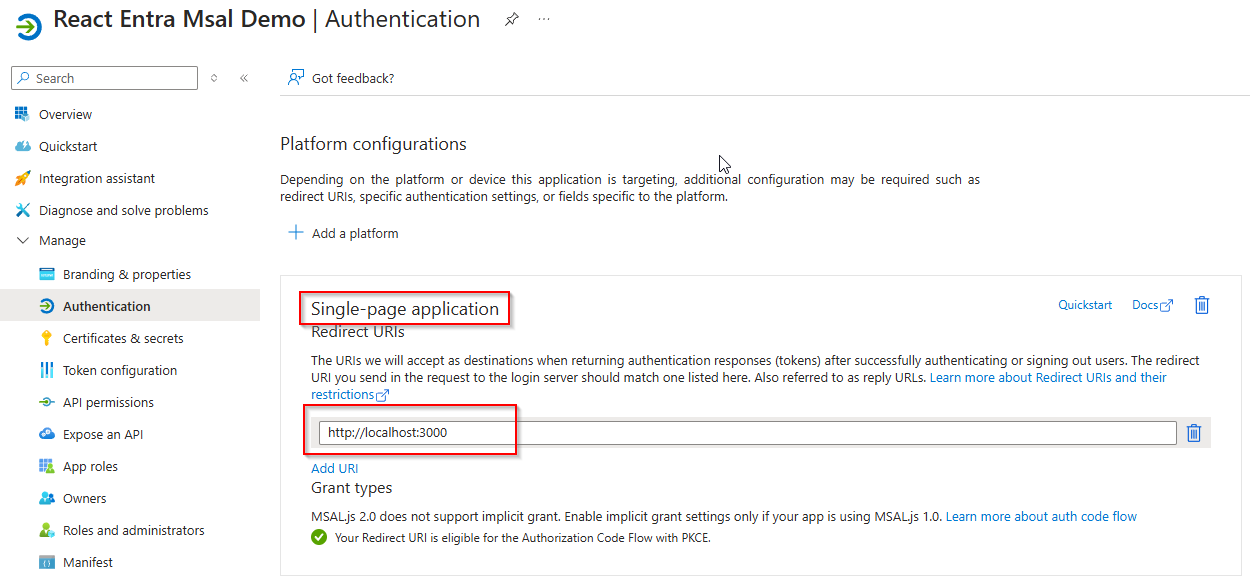 React Entra Msal Demo | Authentication
Search
Got feedback?
Overview
Quickstart
Integration assistant
Diagnose and solve problems
Manage
Branding & properties
Authentication
Certificates & secrets
Token configuration
API permissions
Expose an API
App roles
Owners
Roles and administrators
Manifest
Platform configurations
Depending on the platform or device this application is targeting, additional configuration may be required such as
redirect URIs, specific authentication settings, or fields specific to the platform.
Add a platform
Single-page application
Quickstart
Docs
Redirect URIs
The URIs we will accept as destinations when returning authentication responses (tokens) after successfully authenticating or signing out users. The redirect
URI you send in the request to the login server should match one listed here. Also referred to as reply URLs. Learn more about Redirect URIs and their
restrictions
http://localhost:3000
Add URI
Grant types
MSAL.js 2.0 does not support implicit grant. Enable implicit grant settings only if your app is using MSAL.js 1.0. Learn more about auth code flow
Your Redirect URI is eligible for the Authorization Code Flow with PKCE.